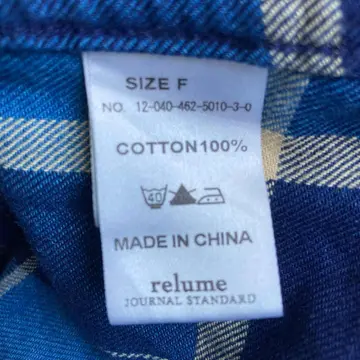 SIZE F
NO. 12-040-462-5010-3-0
COTTON100%
40
MADE IN CHINA
relume
JOURNAL STANDARD